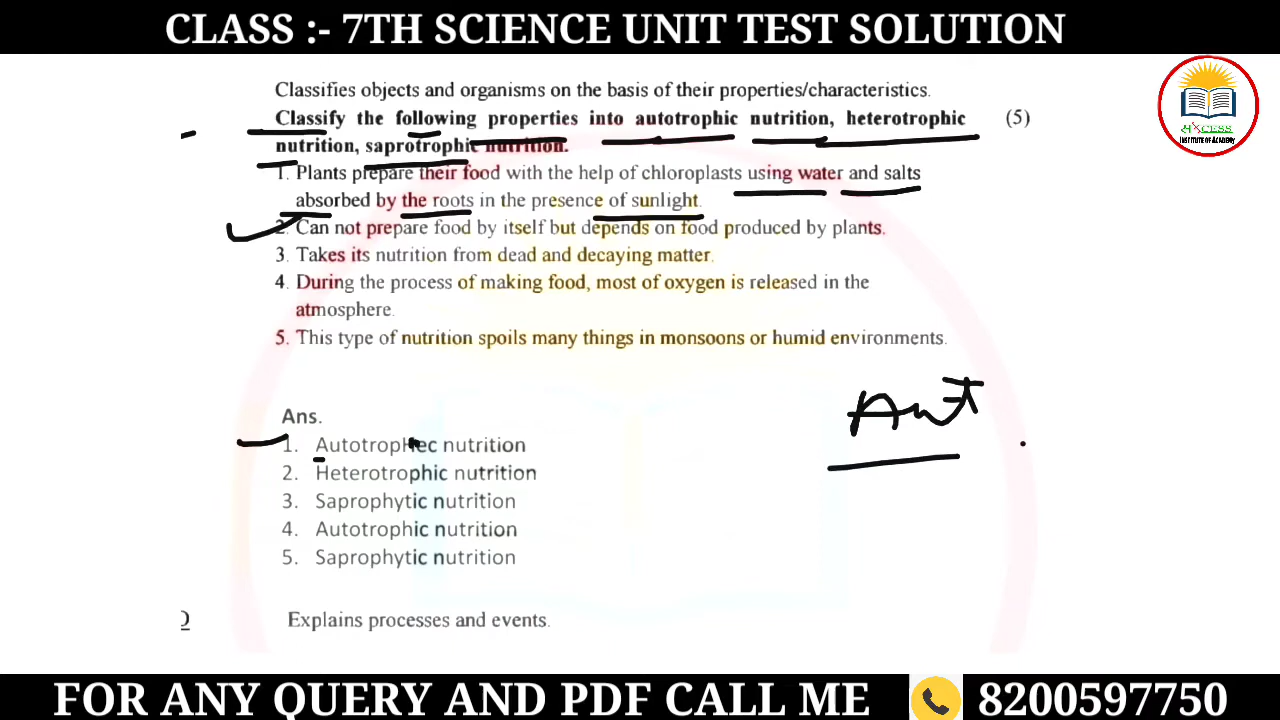 CLASS :- 7TH SCIENCE UNIT TEST SOLUTION
Classifies objects and organisms on the basis of their properties/characteristics.
Classify the following properties into autotrophic nutrition, heterotrophic (5)
nutrition, saprotrophic nutrition.
1. Plants prepare their food with the help of chloroplasts using water and salts
absorbed by the roots in the presence of sunlight.
2. Can not prepare food by itself but depends on food produced by plants.
3. Takes its nutrition from dead and decaying matter.
4. During the process of making food, most of oxygen is released in the
atmosphere.
5. This type of nutrition spoils many things in monsoons or humid environments.
Ans.
1. Autotrophec nutrition
2. Heterotrophic nutrition
3. Saprophytic nutrition
4. Autotrophic nutrition
5. Saprophytic nutrition
Aut
Explains processes and events.
Institute of Academy
FOR ANY QUERY AND PDF CALL ME 8200597750